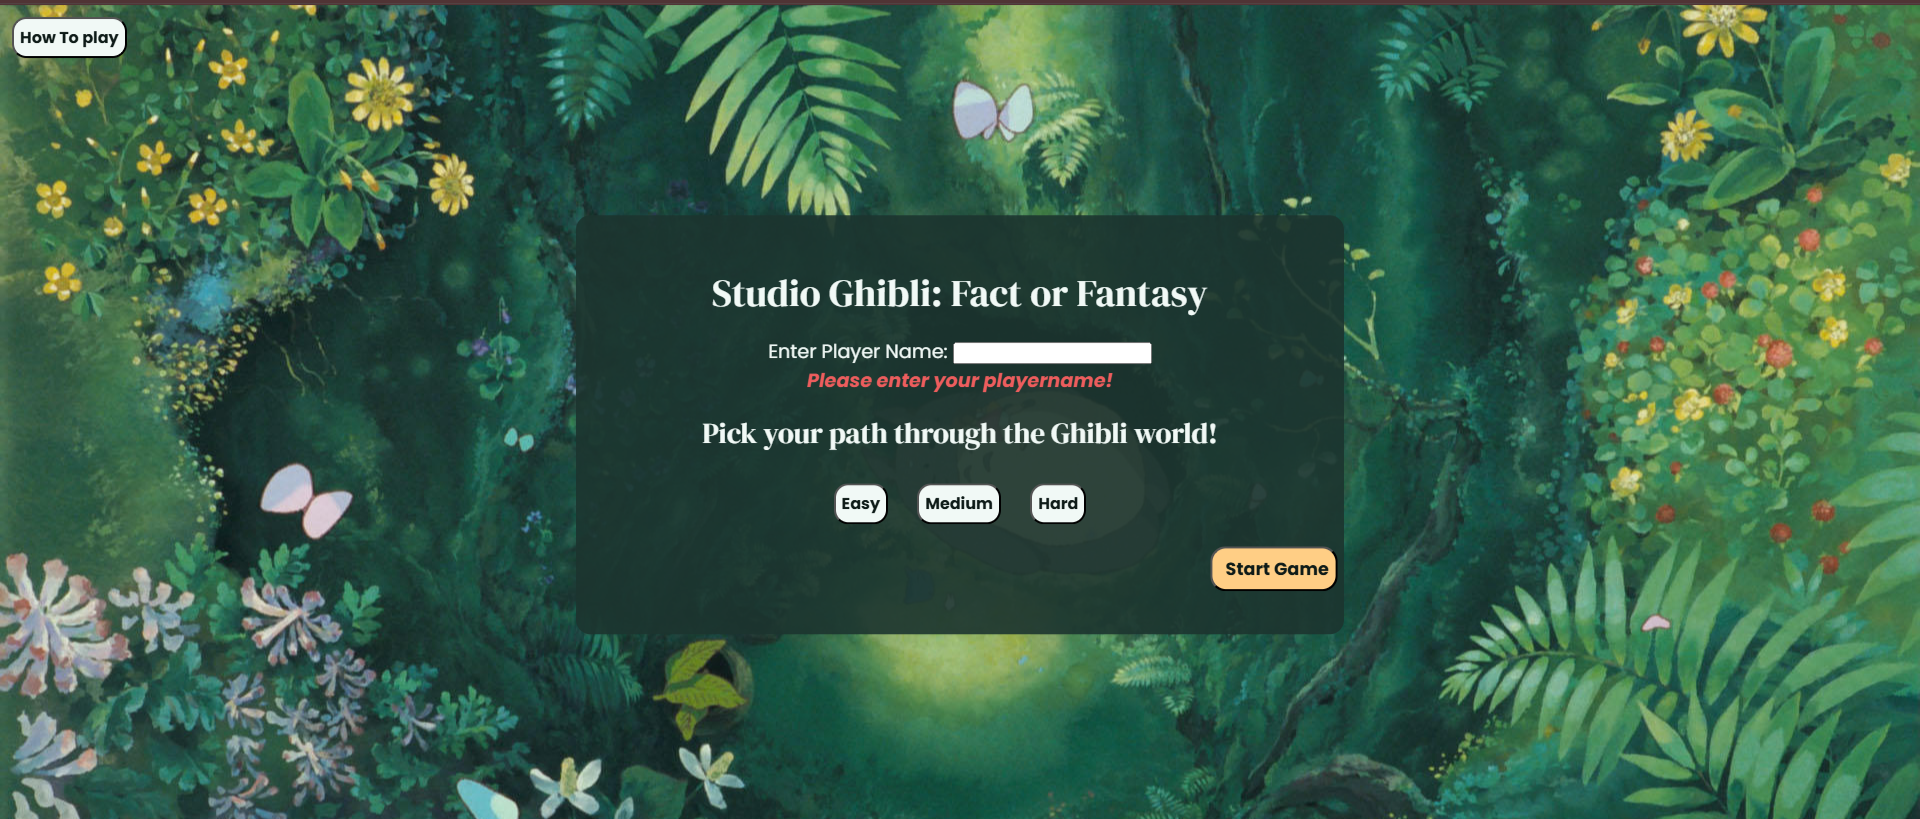 How To play
Studio Ghibli: Fact or Fantasy
Enter Player Name:
Please enter your playername!
Pick your path through the Ghibli world!
Easy Medium Hard
Start Game